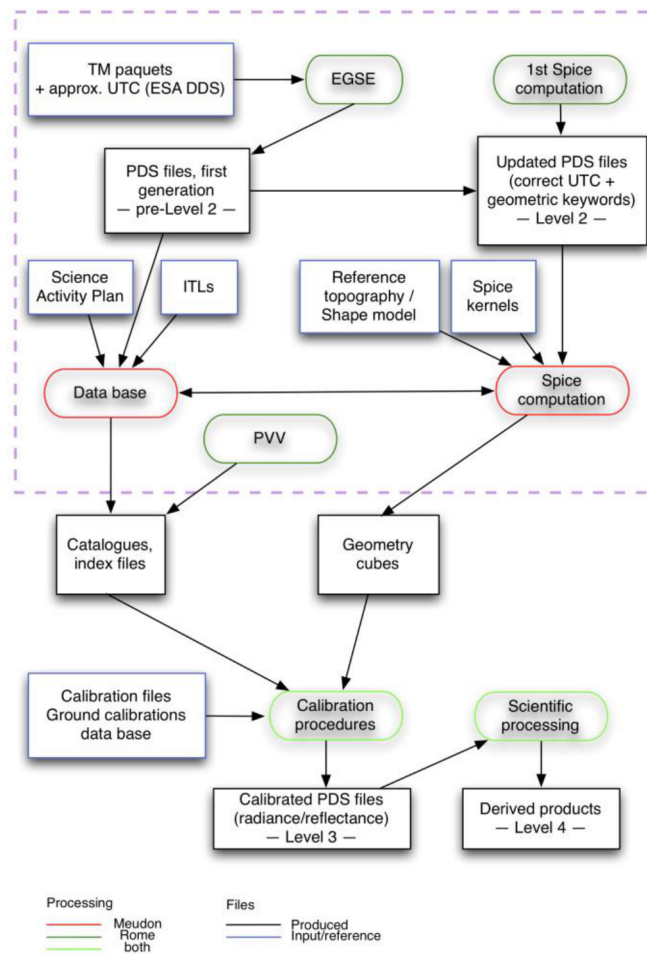 TM paquets
+ approx. UTC (ESA DDS)
EGSE
1st Spice
computation
PDS files, first
generation
— pre-Level 2 —
Updated PDS files
(correct UTC +
geometric keywords)
— Level 2 —
Science
Activity Plan
ITLs
Reference
topography /
Shape model
Spice
kernels
Data base
Spice
computation
PVV
Catalogues,
index files
Geometry
cubes
Calibration files
Ground calibrations
data base
Calibration
procedures
Scientific
processing
Calibrated PDS files
(radiance/reflectance)
— Level 3 —
Derived products
— Level 4 —
Processing
Meudon
Rome
both
Files
Produced
Input/reference